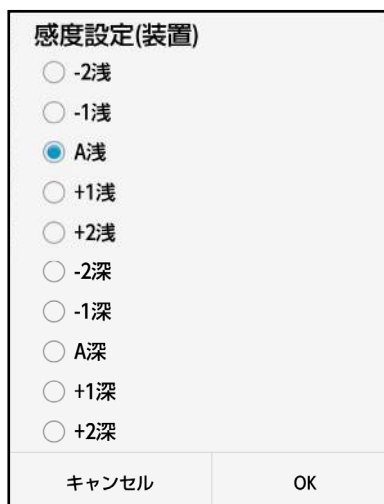 感度設定(装置)
-2浅
-1浅
A浅
+1浅
+2浅
-2深
-1深
A深
+1深
+2深
キャンセル OK